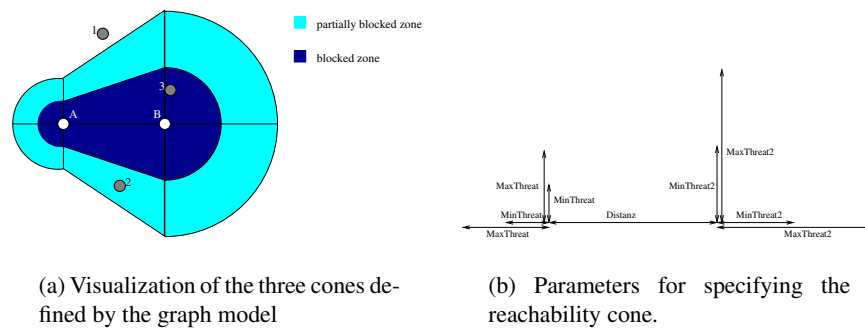 1
partially blocked zone
blocked zone
3
A
B
2
MaxThreat
MinThreat
MaxThreat2
MinThreat2
MinThreat
Distanz
MinThreat2
MaxThreat
MaxThreat2
(a) Visualization of the three cones de-
fined by the graph model
(b) Parameters for specifying the
reachability cone.